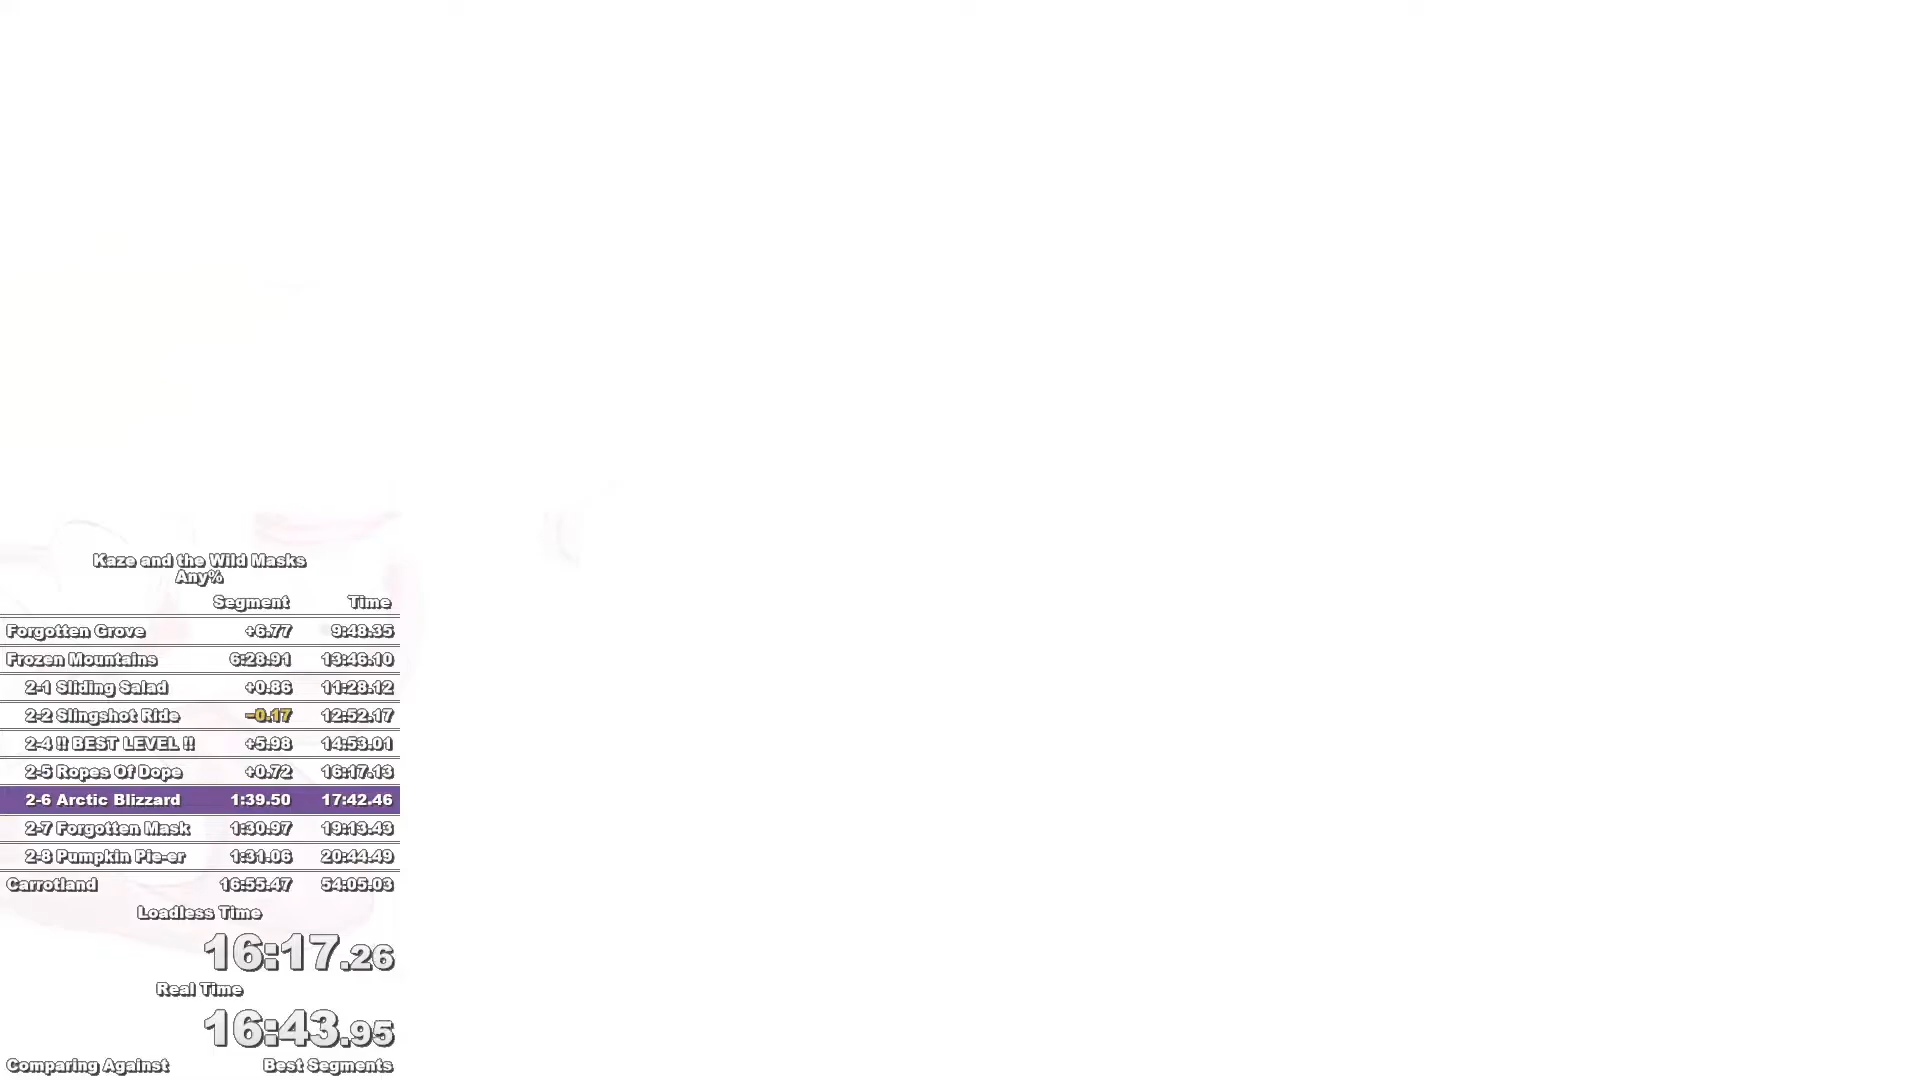 Kaze and the Wild Masks
Any%
Segment Time
Forgotten Grove +6.77 9:48.35
Frozen Mountains 6:28.91 13:46.10
2-1 Sliding Salad +0.86 11:28.12
2-2 Slingshot Ride -0.17 12:52.17
2-4 !! BEST LEVEL !! +5.98 14:53.01
2-5 Ropes Of Dope +0.72 16:17.13
2-6 Arctic Blizzard 1:39.50 17:42.46
2-7 Forgotten Mask 1:30.97 19:13.43
2-8 Pumpkin Pie-er 1:31.06 20:44.49
Carrotland 16:55.47 54:05.03
Loadless Time
16:17.26
Real Time
16:43.95
Comparing Against Best Segments